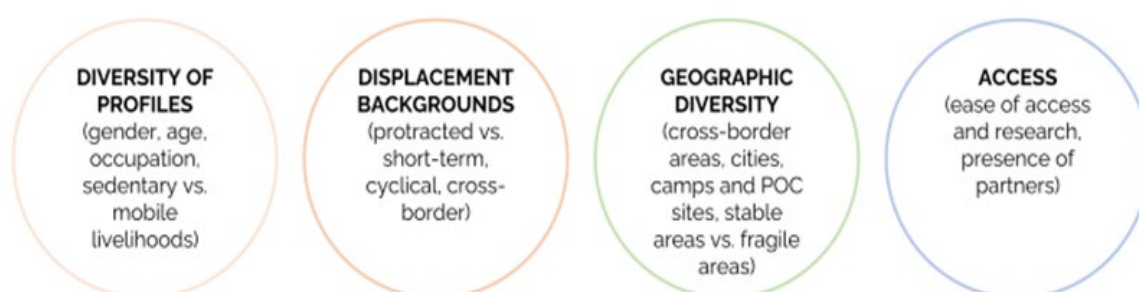 DIVERSITY OF
PROFILES
(gender, age,
occupation,
sedentary vs.
mobile
livelihoods)
DISPLACEMENT
BACKGROUNDS
(protracted vs.
short-term,
cyclical, cross-
border)
GEOGRAPHIC
DIVERSITY
(cross-border
areas, cities,
camps and POC
sites, stable
areas vs. fragile
areas)
ACCESS
(ease of access
and research,
presence of
partners)